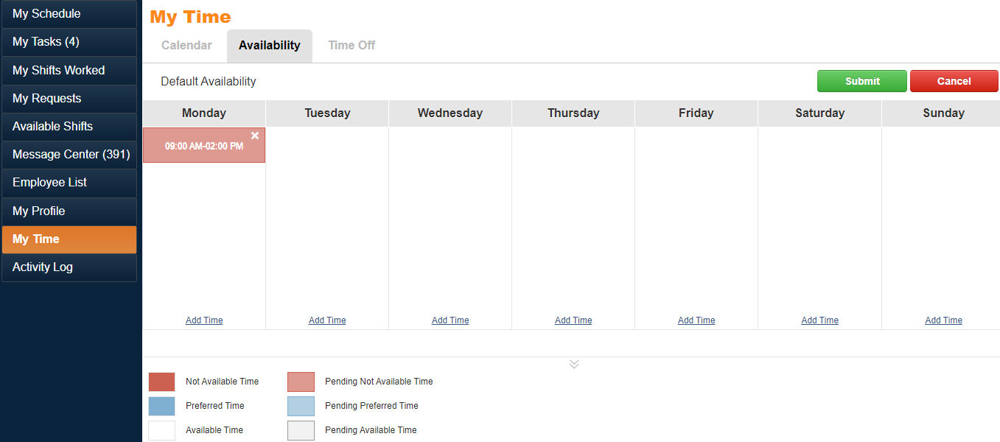 My Schedule
My Tasks (4)
My Shifts Worked
My Requests
Available Shifts
Message Center (391)
Employee List
My Profile
My Time
Activity Log
My Time
Calendar Availability Time Off
Default Availability Submit Cancel
Monday Tuesday Wednesday Thursday Friday Saturday Sunday
09:00 AM-02:00 PM
Add Time Add Time Add Time Add Time Add Time Add Time Add Time
Not Available Time Pending Not Available Time
Preferred Time Pending Preferred Time
Available Time Pending Available Time